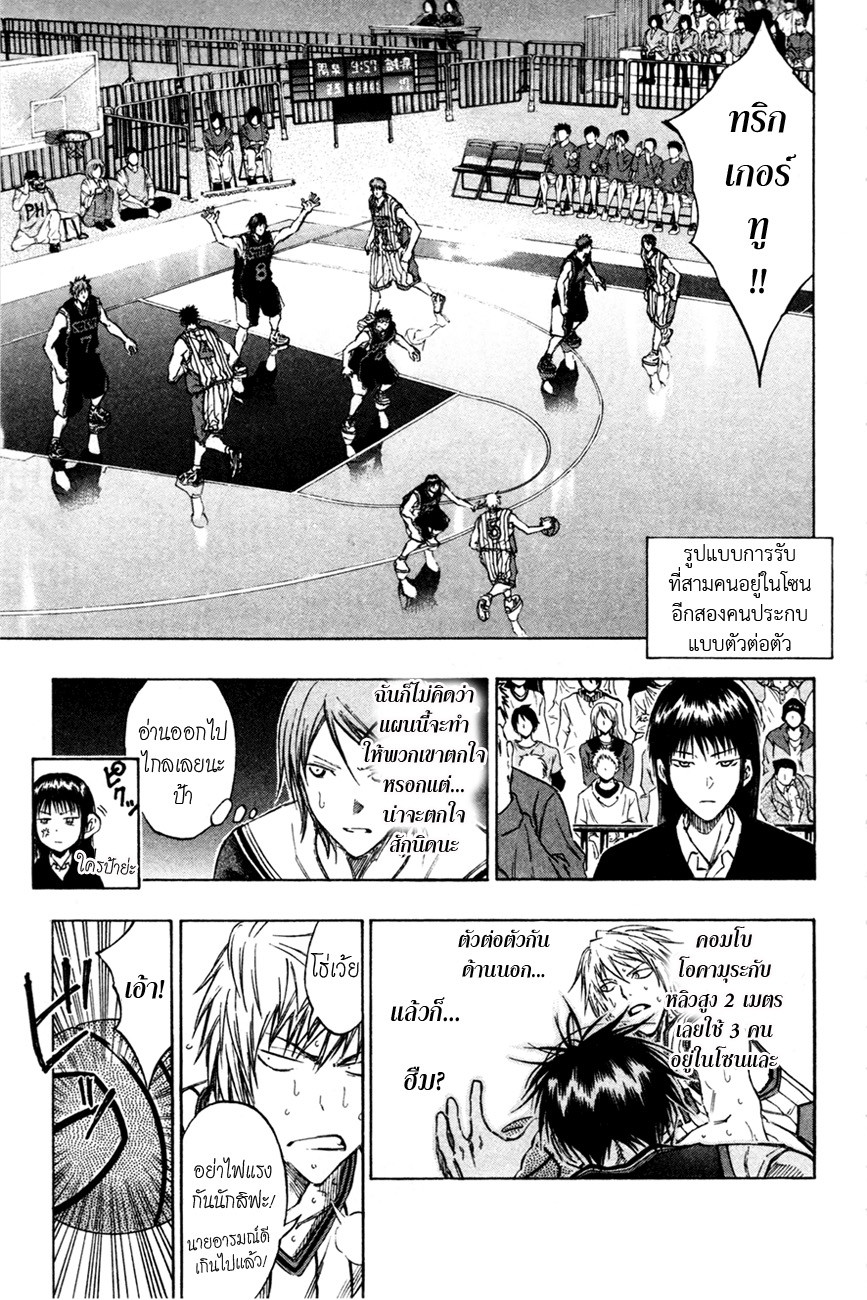 ทริก
เกอร์
ทู
!!
รูปแบบการรับ
ที่สามคนอยู่ในโซน
อีกสองคนประกบ
แบบตัวต่อตัว
ฉันก็ไม่คิดว่า
แผนนี้จะทำ
ให้พวกเขาตกใจ
หรอกแต่...
น่าจะตกใจ
สักนิดนะ
อ่านออกไป
ไกลเลยนะ
ป้า
ピクッ
ใครป้าย่ะ
คอมโบ
โอคามุระกับ
หลิวสูง 2 เมตร
เลยใช้ 3 คน
อยู่ในโซนและ
ตัวต่อตัวกัน
ด้านนอก...
แล้วก็...
ฮืม?
โธ่เว้ย
อย่าไฟแรง
กันนักสิฟะ!
นายอารมณ์ดี
เกินไปแล้ว!
เอ้า!
PH
8
7
5